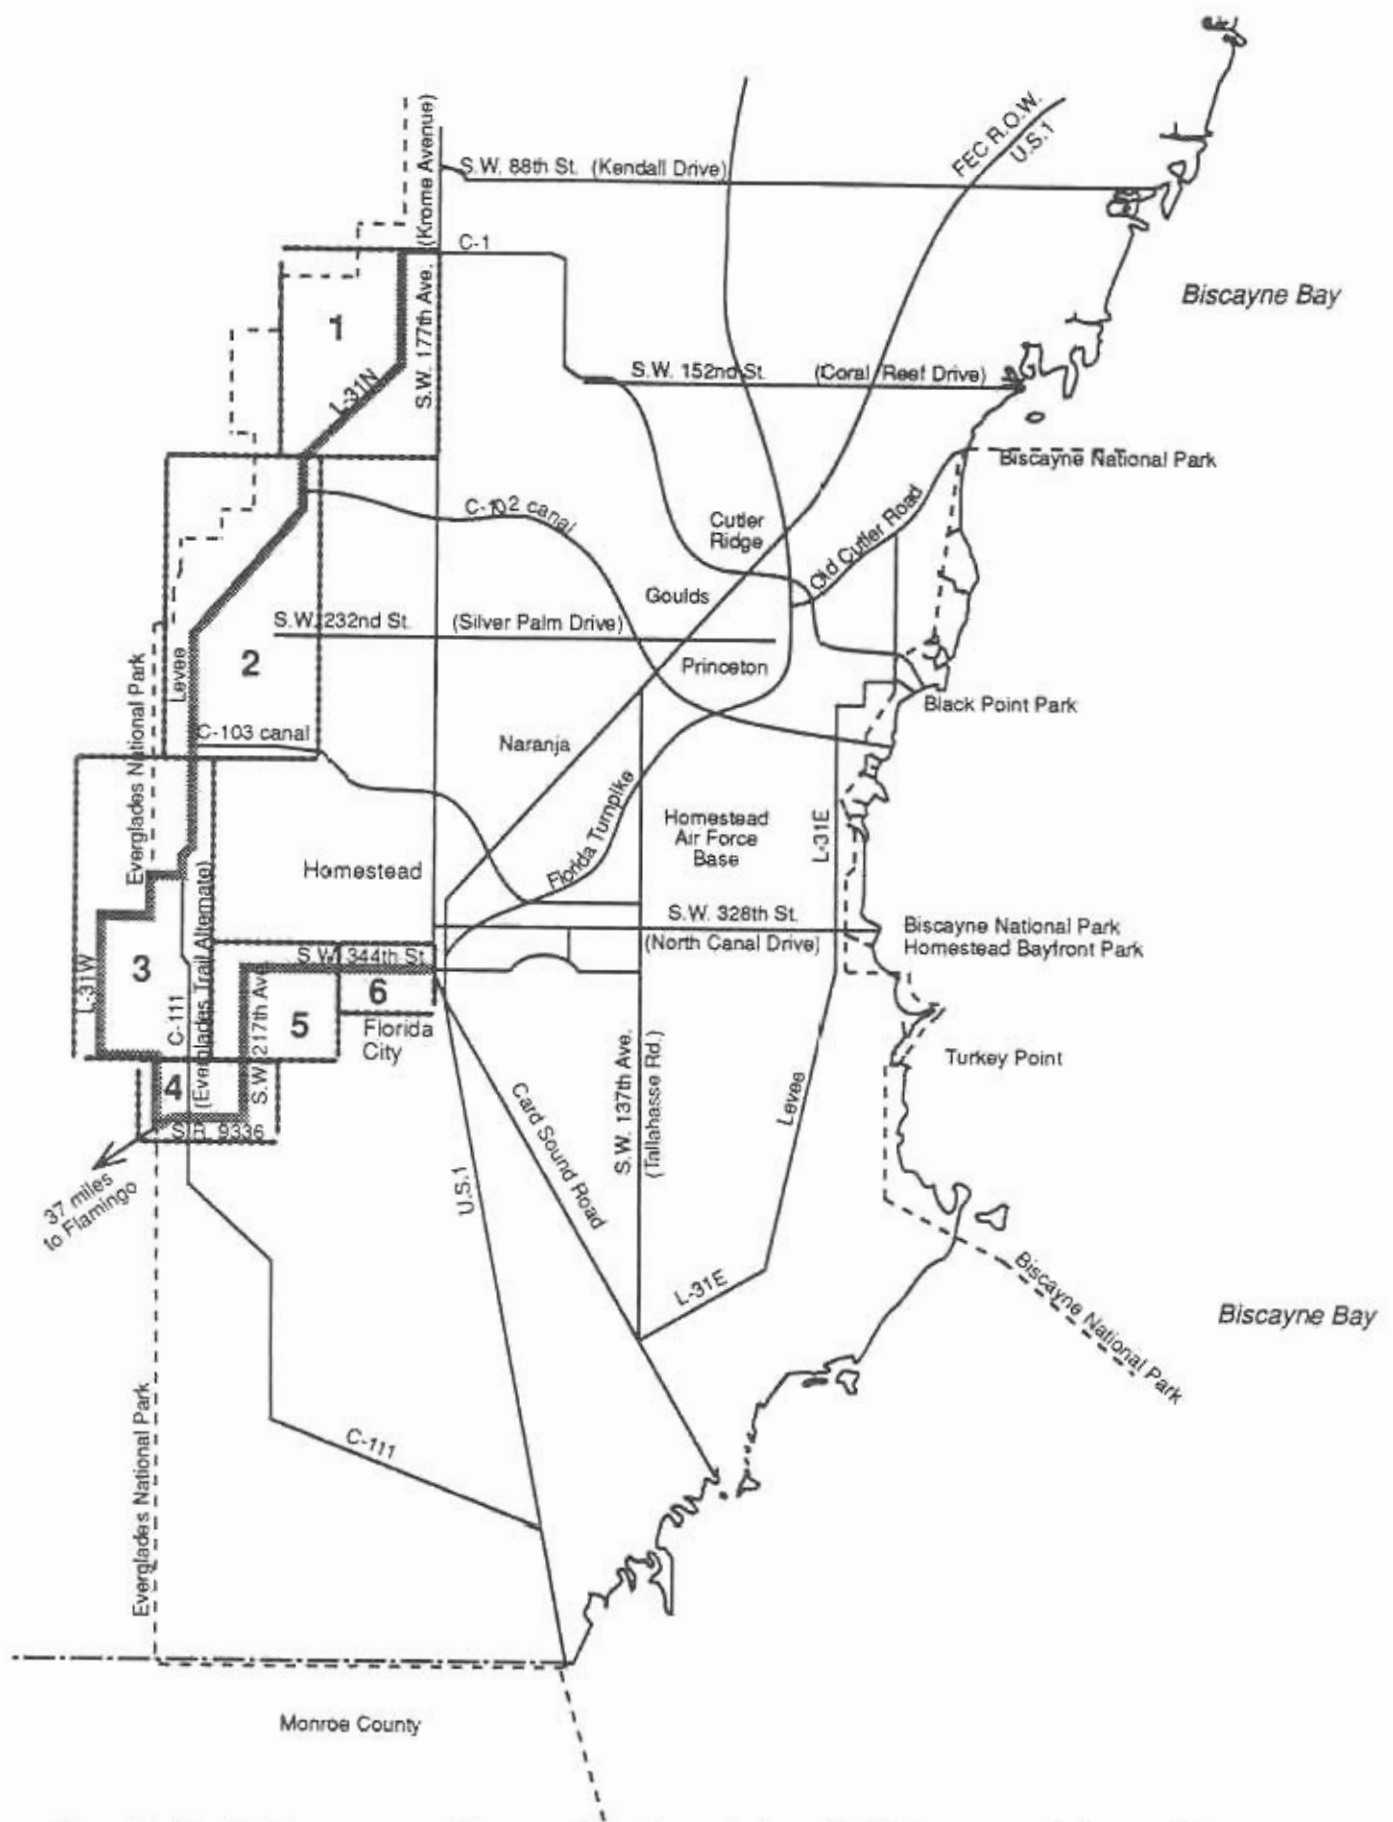 FEC R.O.W.
U.S.1
S.W. 88th St. (Kendall Drive)
(Krome Avenue)
S.W. 177th Ave.
C-1
Biscayne Bay
1
L-31N
S.W. 152nd St. (Coral Reef Drive)
Biscayne National Park
C-102 canal
Cutler
Ridge
Old Cutler Road
Goulds
S.W. 232nd St. (Silver Palm Drive)
2
Levee
Everglades National Park
Princeton
Black Point Park
C-103 canal
Naranja
Florida Turnpike
Homestead
Air Force
Base
L-31E
Homestead
S.W. 328th St.
(North Canal Drive)
Biscayne National Park
Homestead Bayfront Park
S.W. 344th St.
L-31W
3
C-111
(Everglades Trail Alternate)
S.W. 217th Ave
5
6
Florida
City
Turkey Point
4
S.R. 9336
37 miles
to Flamingo
U.S.1
Card Sound Road
S.W. 137th Ave.
(Tallahasse Rd.)
Levee
L-31E
Biscayne National Park
Biscayne Bay
C-111
Everglades National Park
Monroe County